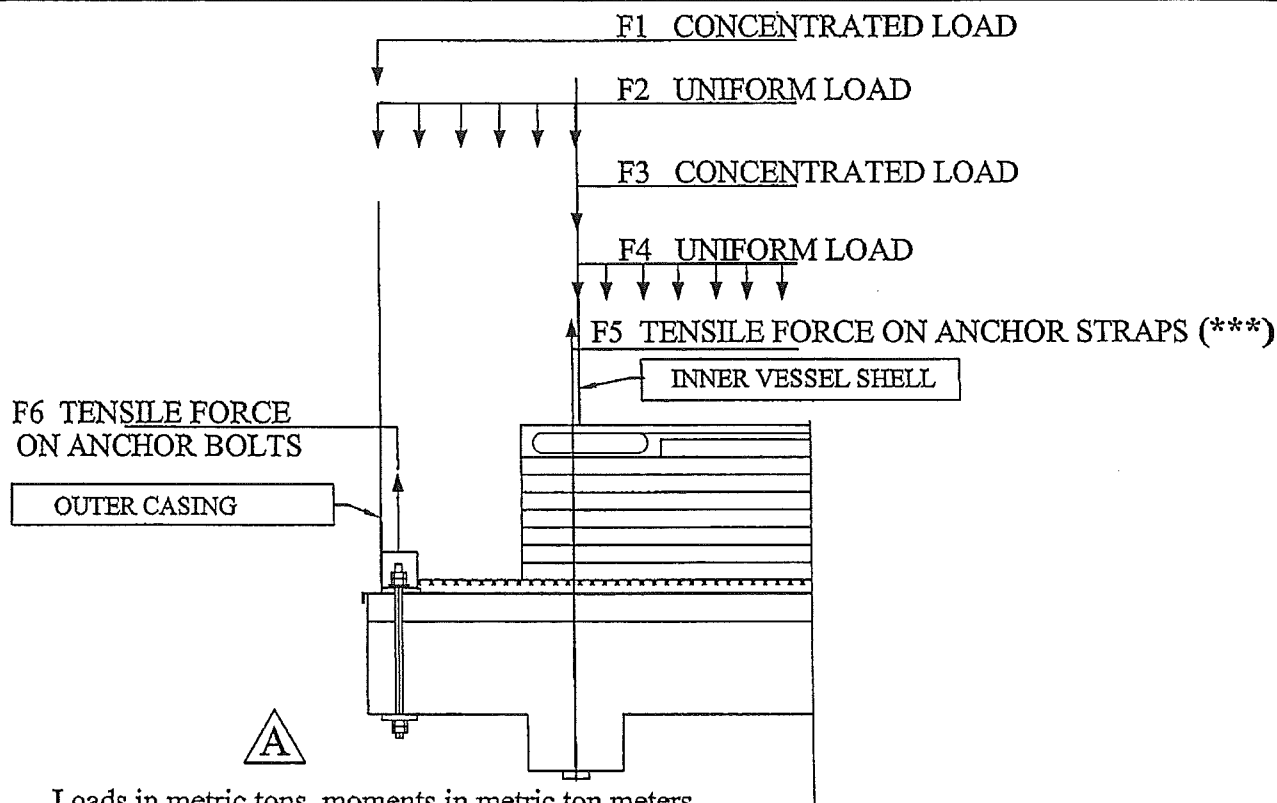 F1 CONCENTRATED LOAD
F2 UNIFORM LOAD
F3 CONCENTRATED LOAD
F4 UNIFORM LOAD
F5 TENSILE FORCE ON ANCHOR STRAPS (***)
INNER VESSEL SHELL
F6 TENSILE FORCE
ON ANCHOR BOLTS
OUTER CASING
A
Loads in metric tons, moments in metric ton meters